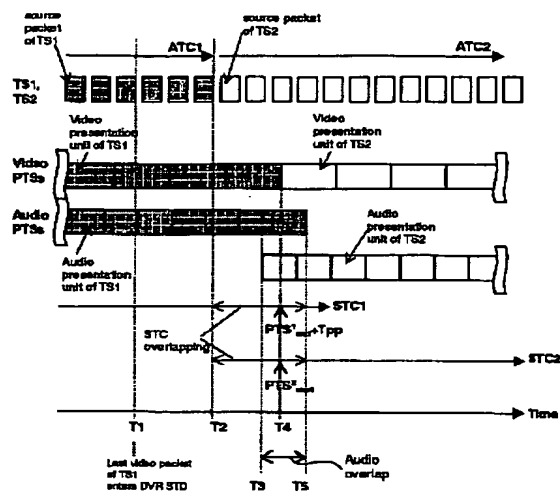 source
packet
of TS1
ATC1
source packet
of TS2
ATC2
TS1,
TS2
Video
presentation
unit of TS1
Video
presentation
unit of TS2
Video
PTSs
Audio
PTSs
Audio
presentation
unit of TS1
Audio
presentation
unit of TS2
STC1
STC
overlapping
+Tpp
STC2
Time
T1
T2
T4
Last video packet
of TS1
enters DVR STD
T3
T5
Audio
overlap